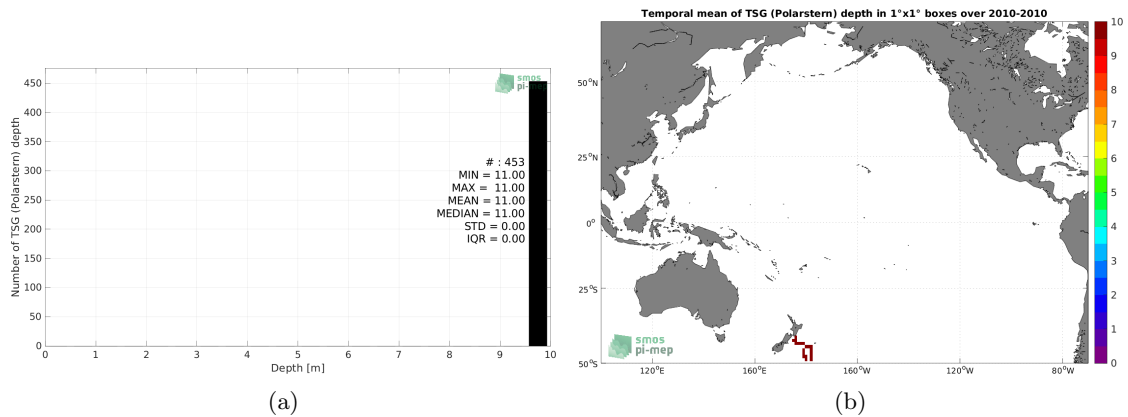 Temporal mean of TSG (Polarstern) depth in 1°x1° boxes over 2010-2010
450
400
350
300
250
200
150
100
50
0
Number of TSG (Polarstern) depth
smos
pi-mep
# : 453
MIN = 11.00
MAX = 11.00
MEAN = 11.00
MEDIAN = 11.00
STD = 0.00
IQR = 0.00
0 1 2 3 4 5 6 7 8 9 10
Depth [m]
(a)
50°N
25°N
0°
25°S
50°S
smos
pi-mep
120°E 160°E 160°W 120°W 80°W
10
9
8
7
6
5
4
3
2
1
0
(b)